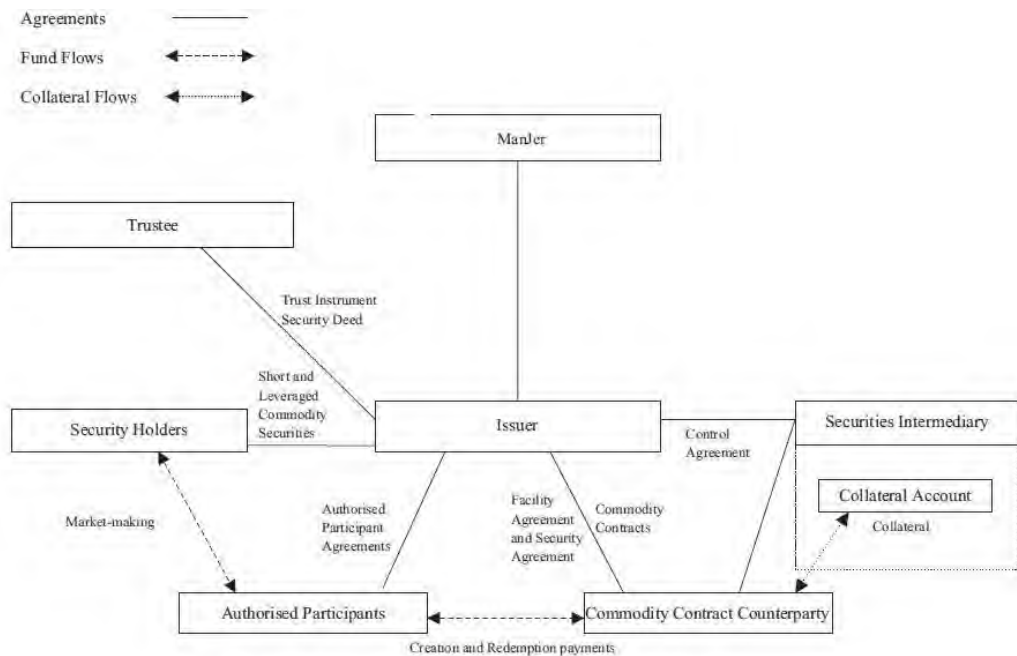 Agreements
Fund Flows
Collateral Flows
ManJer
Trustee
Trust Instrument
Security Deed
Short and
Leveraged
Commodity
Securities
Security Holders
Issuer
Securities Intermediary
Control
Agreement
Collateral Account
Collateral
Market-making
Authorised
Participant
Agreements
Facility
Agreement
and Security
Agreement
Commodity
Contracts
Authorised Participants
Commodity Contract Counterparty
Creation and Redemption payments